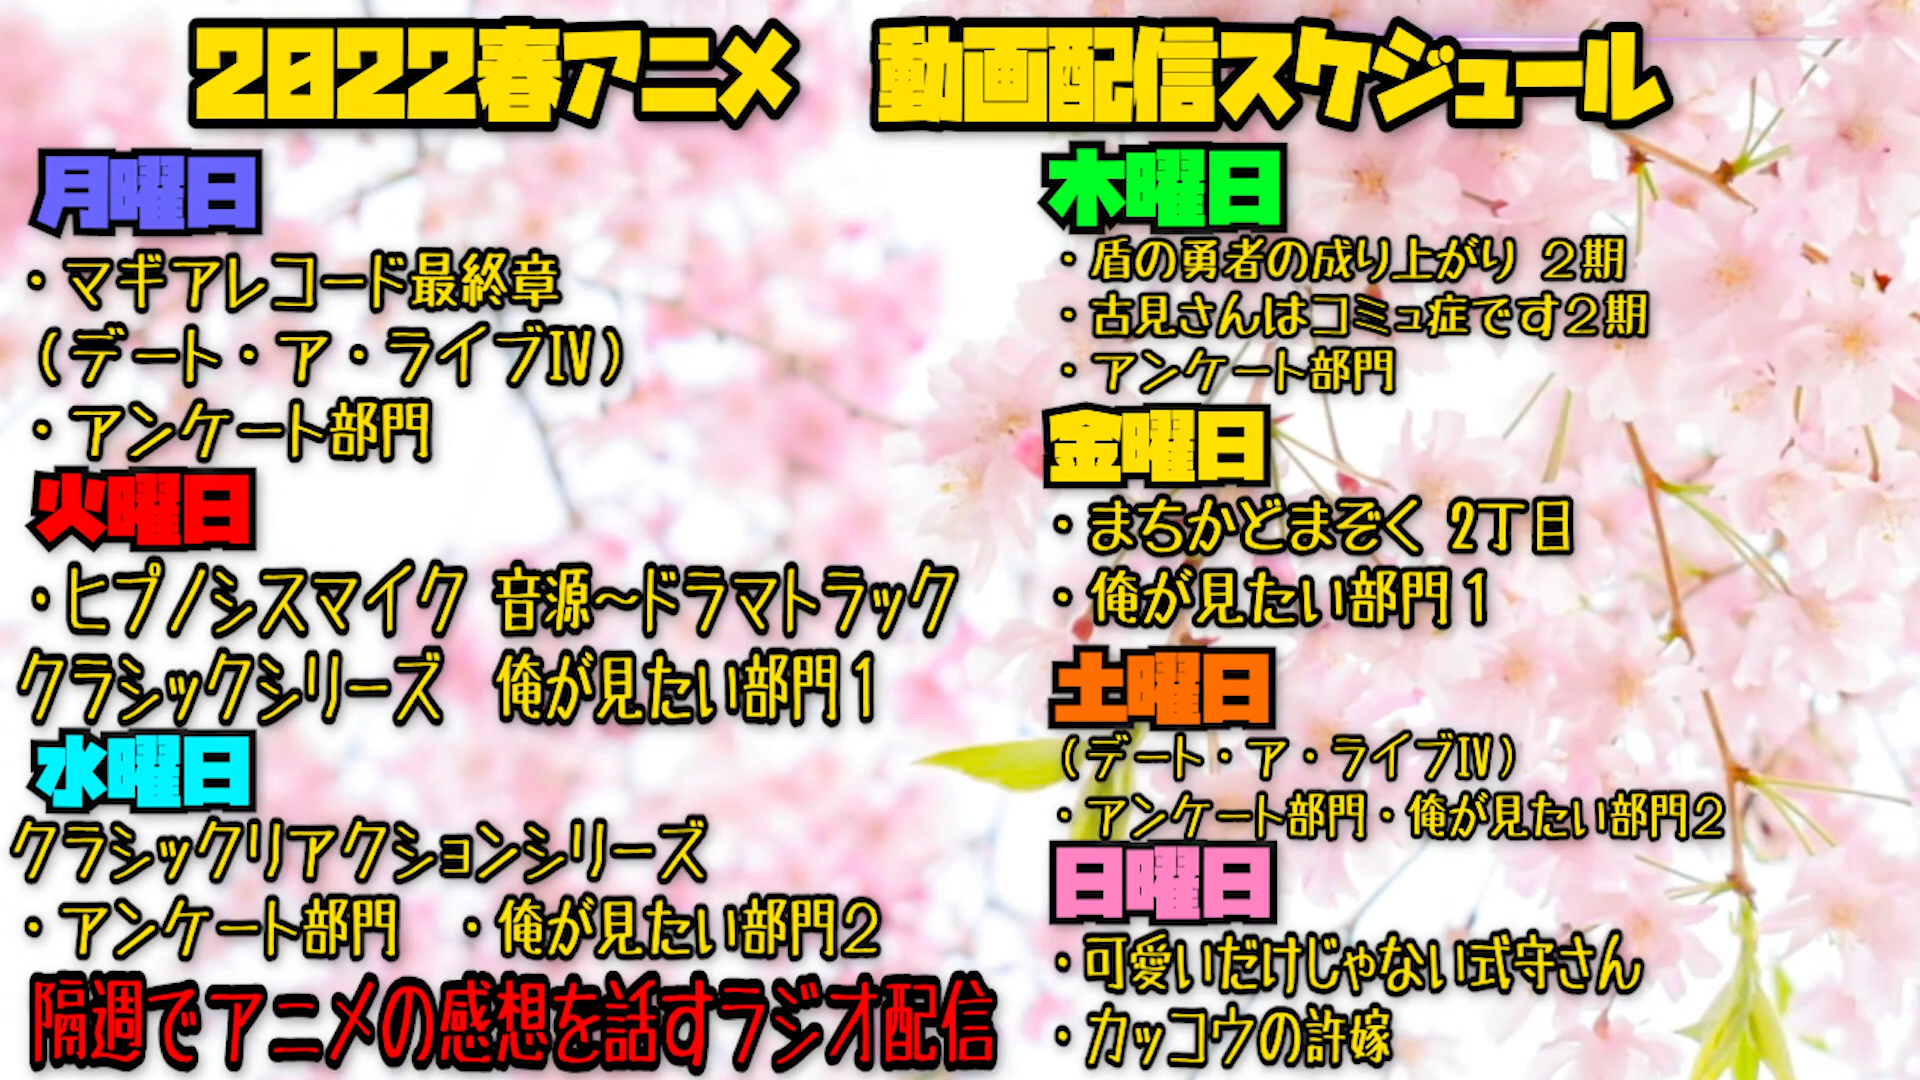 2022春アニメ　動画配信スケジュール
月曜日
・マギアレコード最終章
（デート・ア・ライブⅣ）
・アンケート部門
火曜日
・ヒプノシスマイク 音源～ドラマトラック
クラシックシリーズ　俺が見たい部門１
水曜日
クラシックリアクションシリーズ
・アンケート部門　・俺が見たい部門２
隔週でアニメの感想を話すラジオ配信
木曜日
・盾の勇者の成り上がり ２期
・古見さんはコミュ症です２期
・アンケート部門
金曜日
・まちかどまぞく 2丁目
・俺が見たい部門１
土曜日
（デート・ア・ライブⅣ）
・アンケート部門・俺が見たい部門２
日曜日
・可愛いだけじゃない式守さん
・カッコウの許嫁